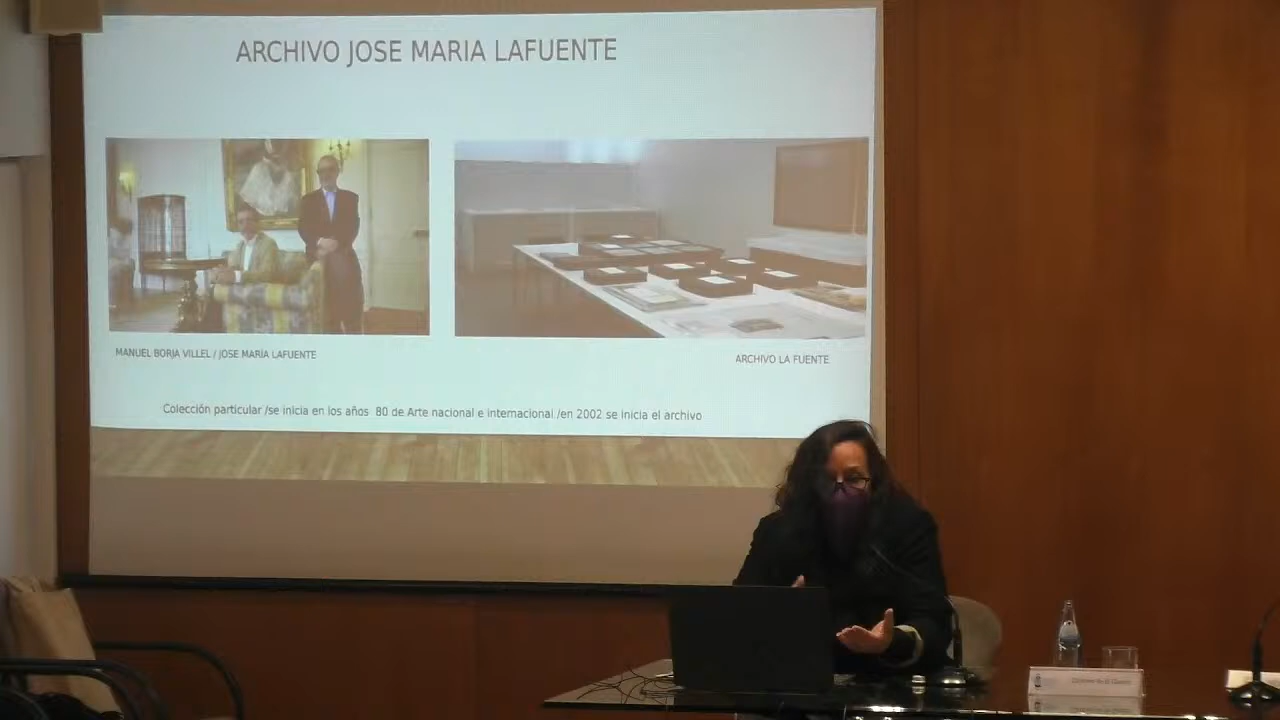 ARCHIVO JOSE MARIA LAFUENTE
MANUEL BORJA VILLEL / JOSE MARÍA LAFUENTE
ARCHIVO LA FUENTE
Colección particular /se inicia en los años 80 de Arte nacional e internacional /en 2002 se inicia el archivo